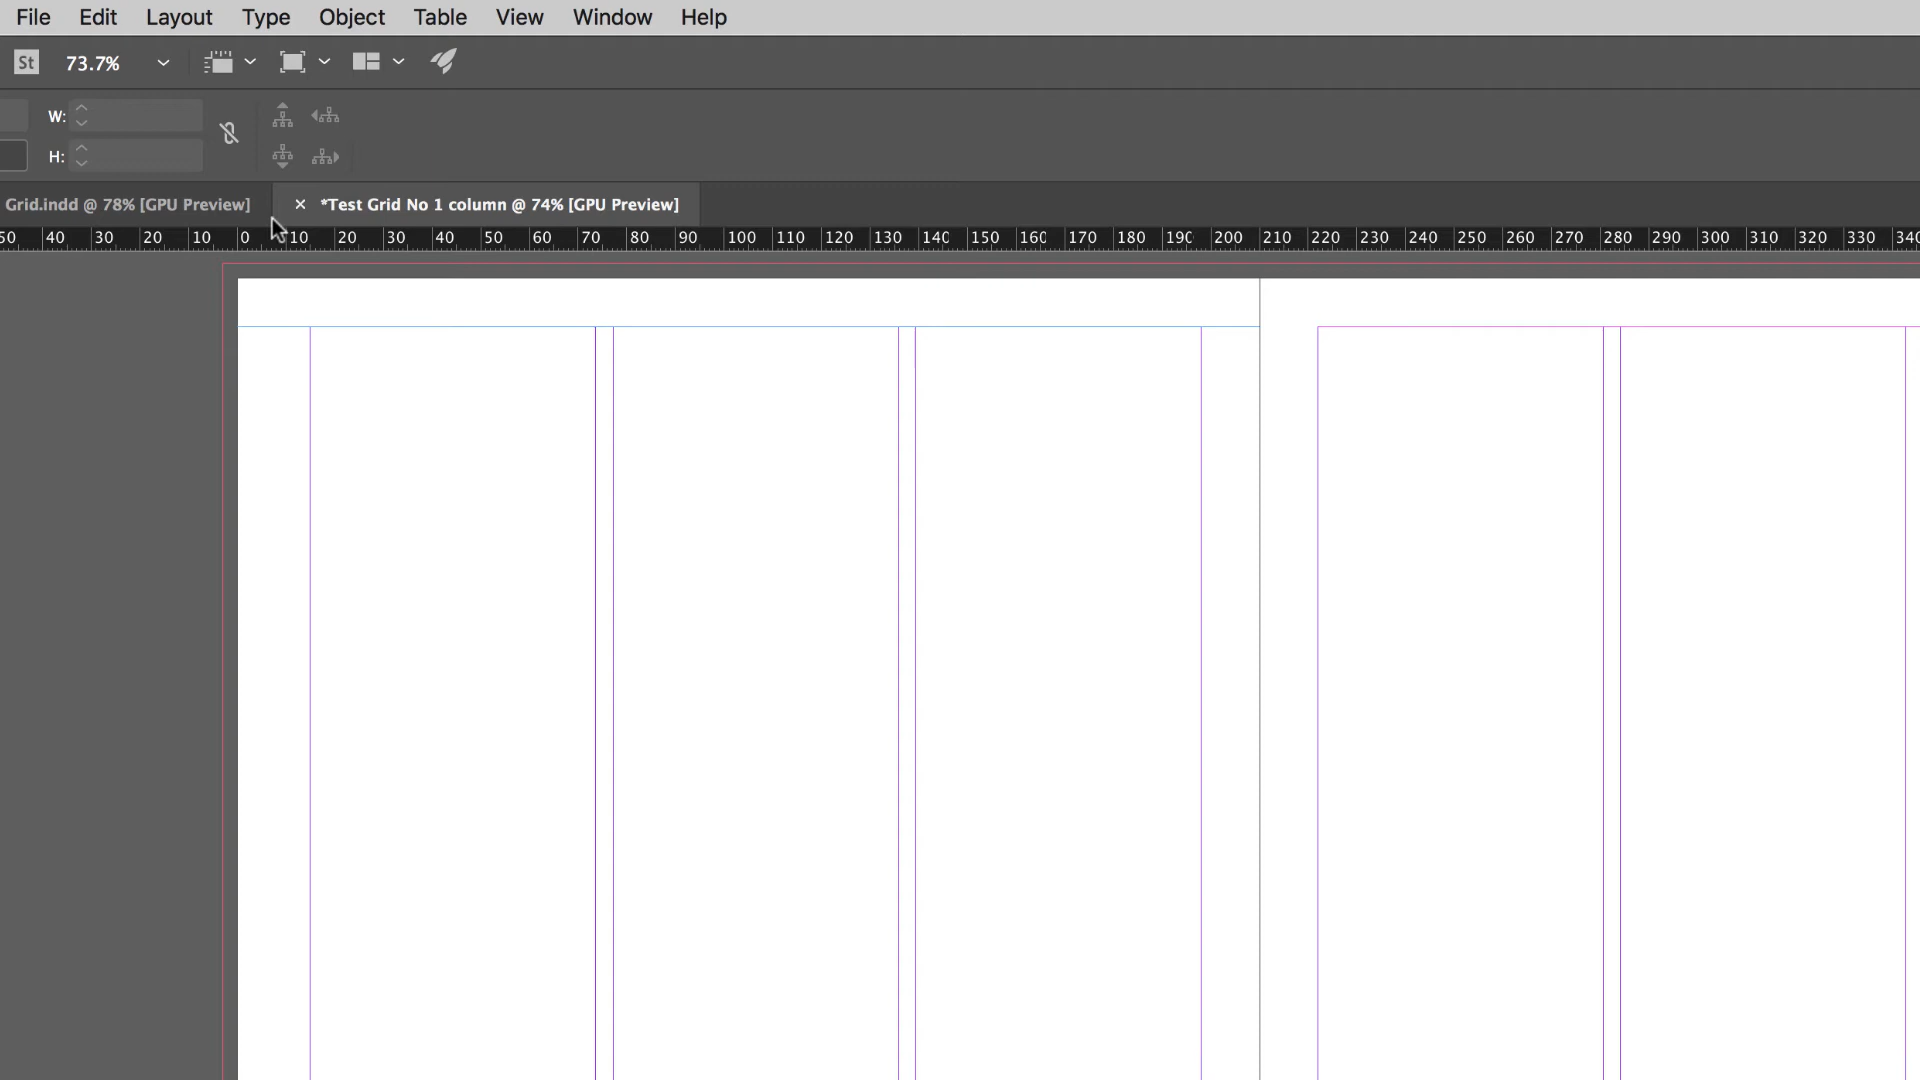 File Edit Layout Type Object Table View Window Help
St 73.7%
W:
H:
Grid.indd @ 78% [GPU Preview] × *Test Grid No 1 column @ 74% [GPU Preview]
50 40 30 20 10 0 10 20 30 40 50 60 70 80 90 100 110 120 130 140 150 160 170 180 190 200 210 220 230 240 250 260 270 280 290 300 310 320 330 340